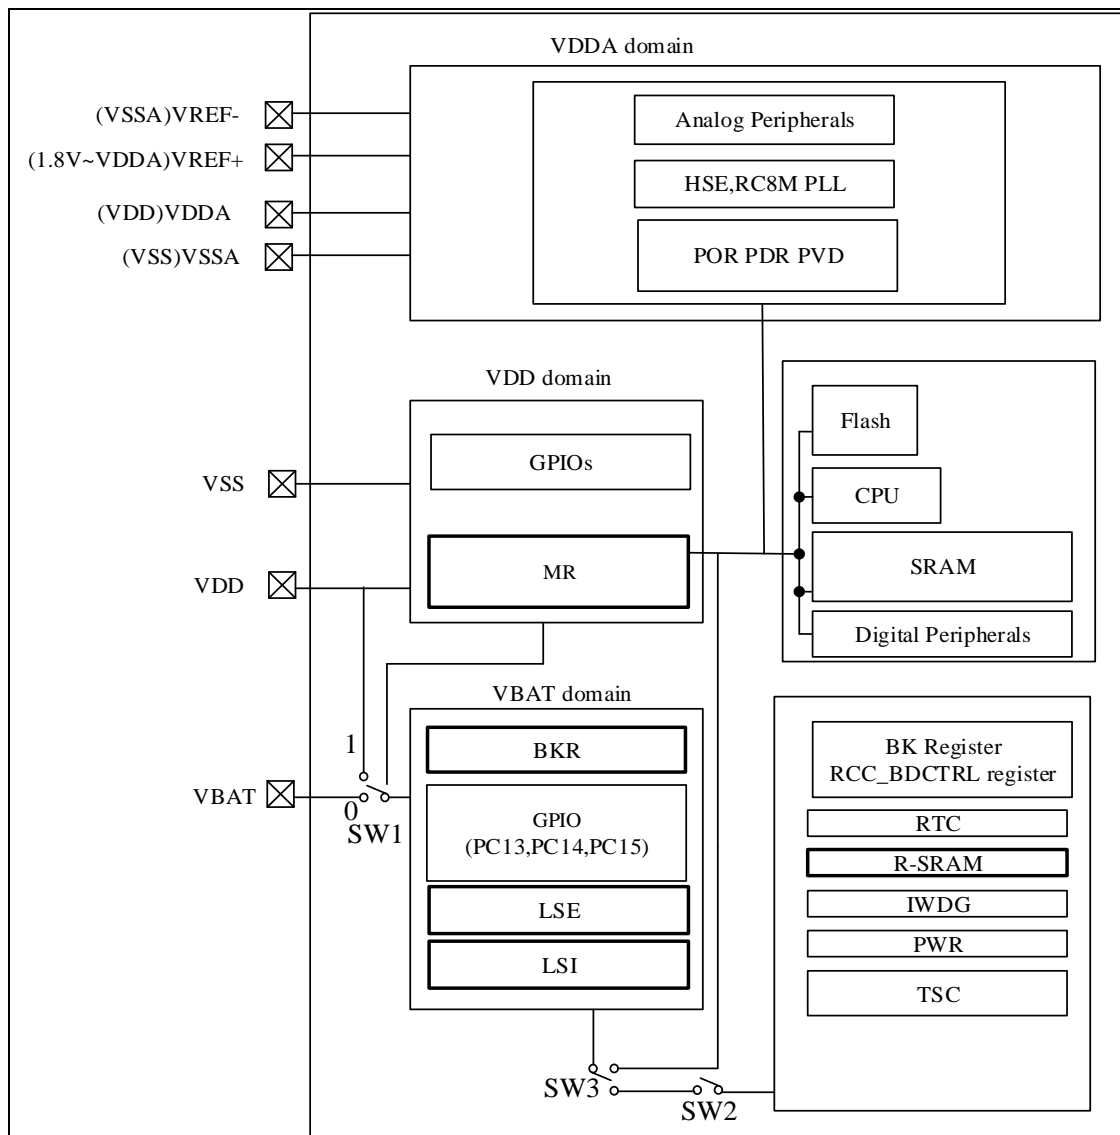 VDDA domain
(VSSA)VREF-
(1.8V~VDDA)VREF+
(VDD)VDDA
(VSS)VSSA
Analog Peripherals
HSE,RC8M PLL
POR PDR PVD
VDD domain
GPIOs
MR
VSS
VDD
Flash
CPU
SRAM
Digital Peripherals
VBAT domain
BKR
GPIO
(PC13,PC14,PC15)
LSE
LSI
1
VBAT
0
SW1
BK Register
RCC_BDCTRL register
RTC
R-SRAM
IWDG
PWR
TSC
SW3
SW2